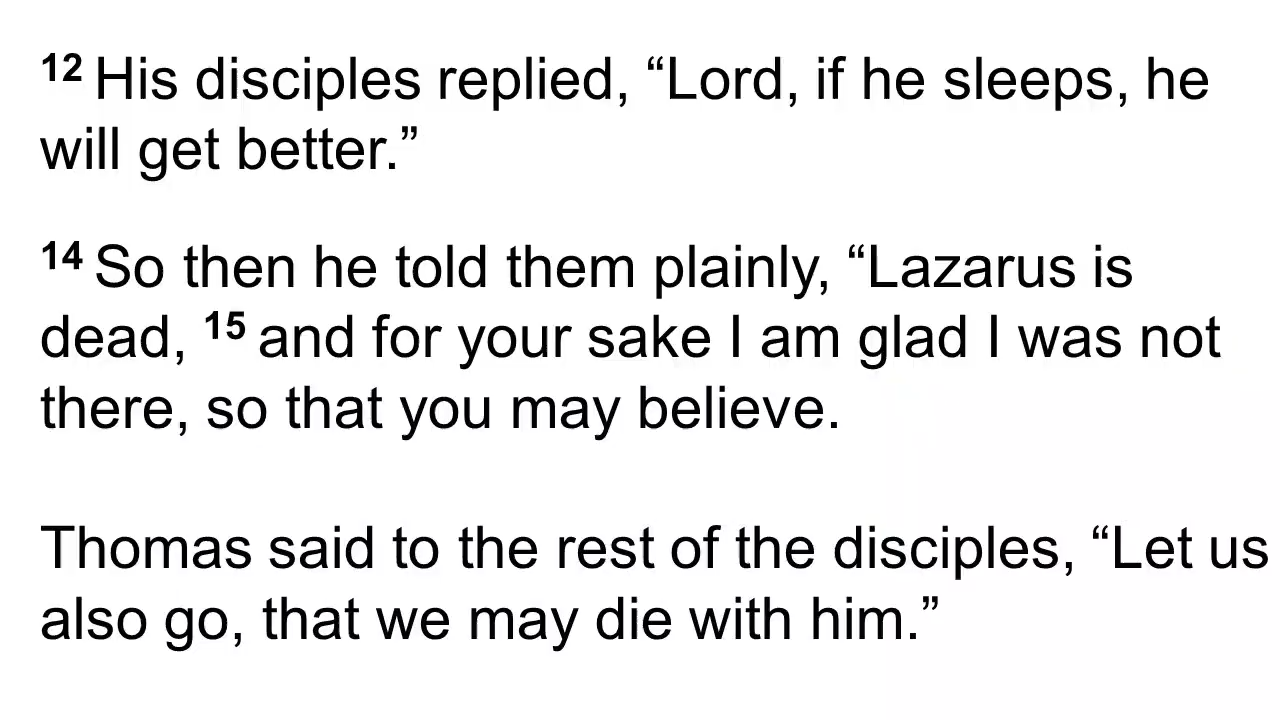 12 His disciples replied, “Lord, if he sleeps, he
will get better.”
14 So then he told them plainly, “Lazarus is
dead, 15 and for your sake I am glad I was not
there, so that you may believe.
Thomas said to the rest of the disciples, “Let us
also go, that we may die with him.”